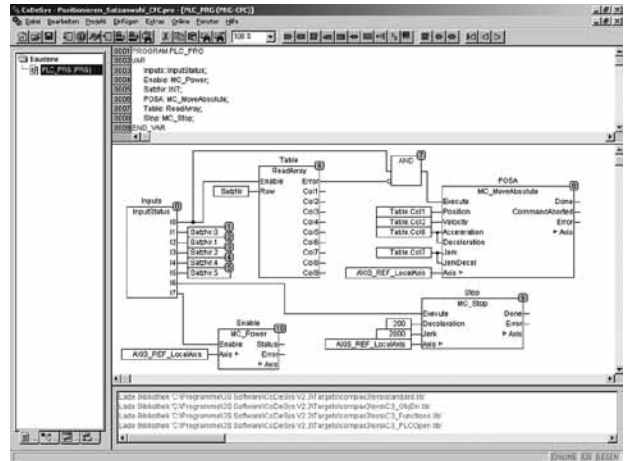 CoDeSys - Positionieren_Satzanwahl_CFC.pro - [PLC_PRG (PRG-CFC)]
Datei Bearbeiten Projekt Einfügen Extras Online Fenster Hilfe
100 %
Bausteine
PLC_PRG (PRG)
0001 PROGRAM PLC_PRG
0002 VAR
0003 Inputs: InputStatus;
0004 Enable: MC_Power;
0005 SatzNr: INT;
0006 POSA: MC_MoveAbsolute;
0007 Table: ReadArray;
0008 Stop: MC_Stop;
0009 END_VAR
Table
ReadArray
Enable Error
SatzNr Row Col1
Col2
Col3
Col4
Col5
Col6
Col7
Col8
Col9
AND
POSA
MC_MoveAbsolute
Execute Done
Table.Col1 Position CommandAborted
Table.Col2 Velocity Error
Table.Col6 Acceleration Axis
Deceleration
Table.Col7 Jerk
JerkDecel
AXIS_REF_LocalAxis Axis
Inputs
InputStatus
I0
I1 SatzNr.0
I2 SatzNr.1
I3 SatzNr.2
I4 SatzNr.4
I5 SatzNr.5
I6
I7
Stop
MC_Stop
Execute Done
200 Deceleration Error
2000 Jerk Axis
AXIS_REF_LocalAxis Axis
Enable
MC_Power
Enable Status
AXIS_REF_LocalAxis Axis Error
Axis
ONLINE ÜB LESEN